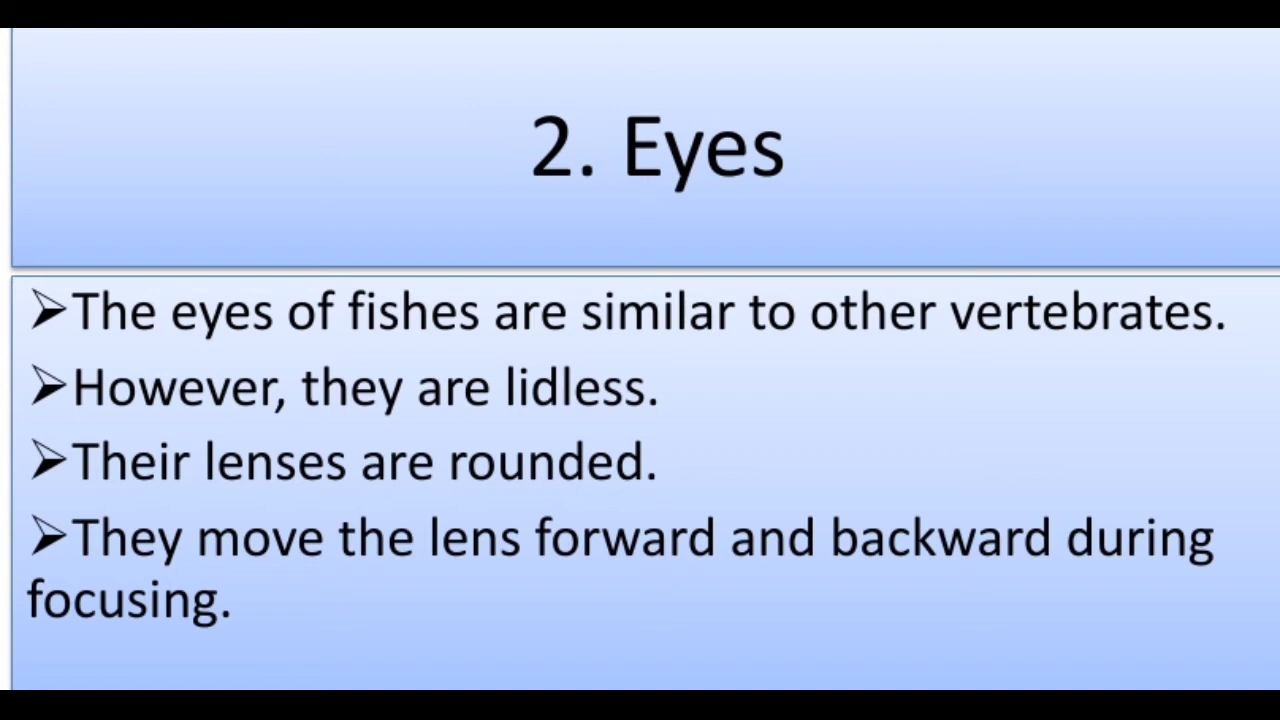 2. Eyes
➢The eyes of fishes are similar to other vertebrates.
➢However, they are lidless.
➢Their lenses are rounded.
➢They move the lens forward and backward during
focusing.